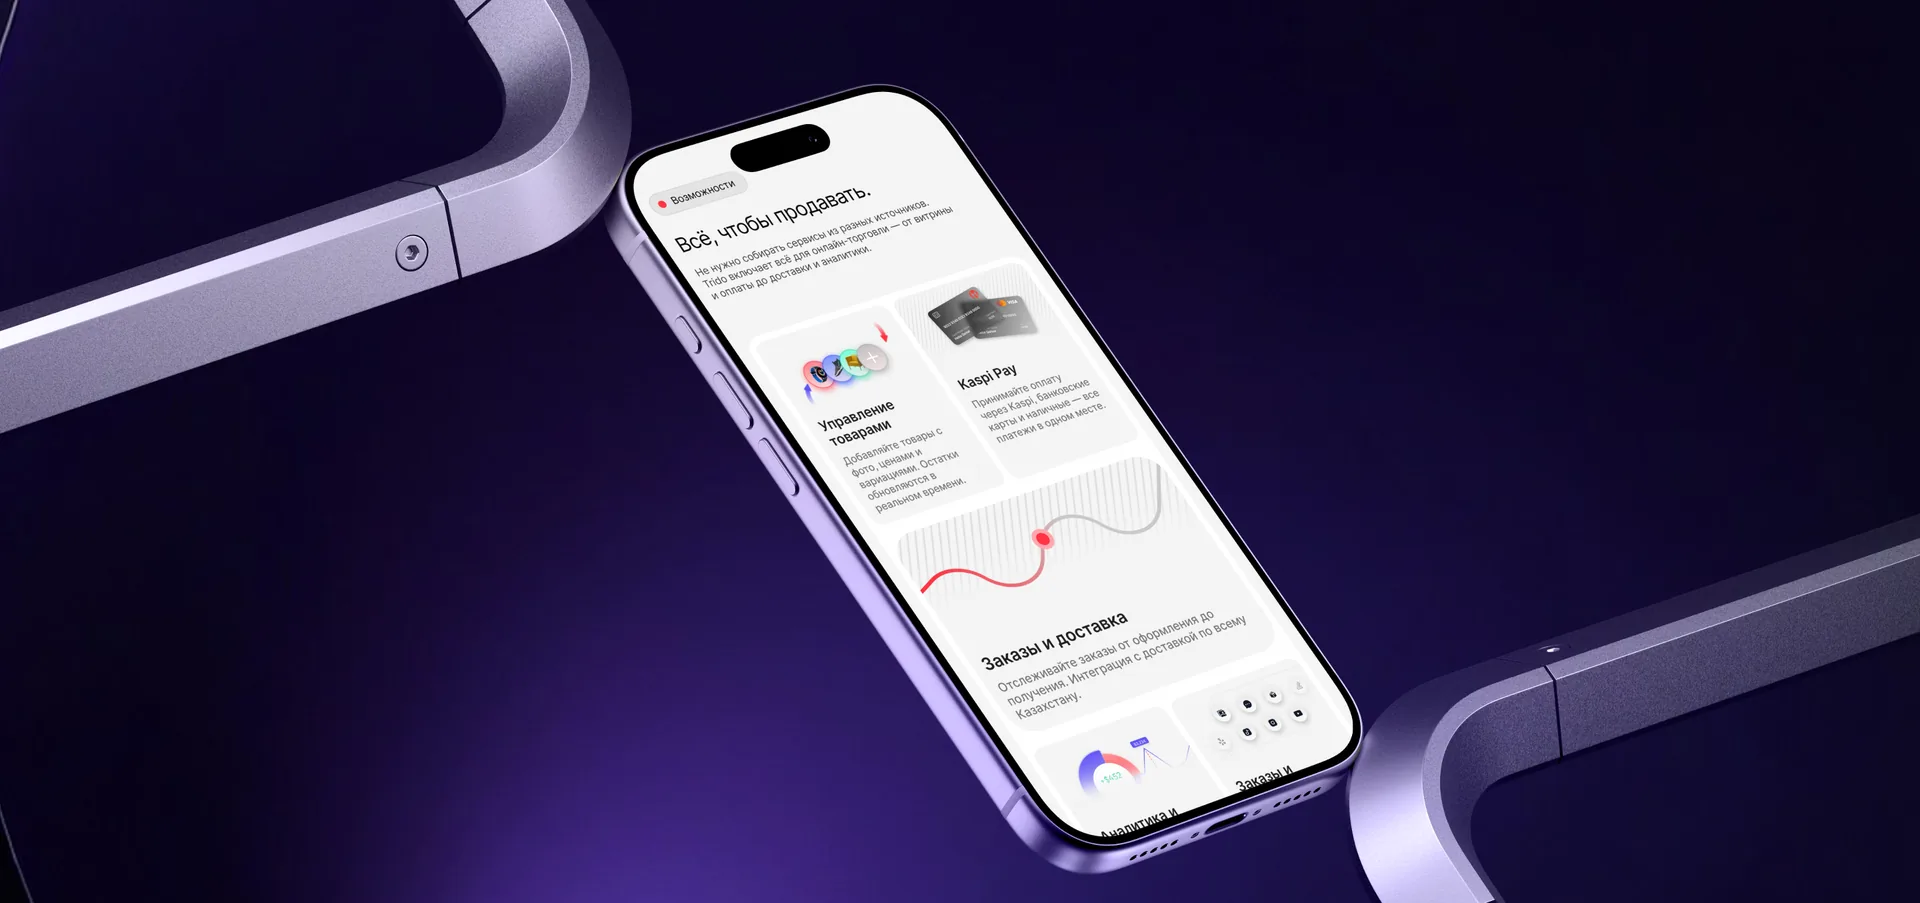 Возможности
Всё, чтобы продавать.
Не нужно собирать сервисы из разных источников.
Trido включает всё для онлайн-торговли — от витрины
и оплаты до доставки и аналитики.
Управление
товарами
Добавляйте товары с
фото, ценами и
вариациями. Остатки
обновляются в
реальном времени.
Kaspi Pay
Принимайте оплату
через Kaspi, банковские
карты и наличные — все
платежи в одном месте.
Заказы и доставка
Отслеживайте заказы от оформления до
получения. Интеграция с доставкой по всему
Казахстану.
+$452
Аналитика и
Заказы и